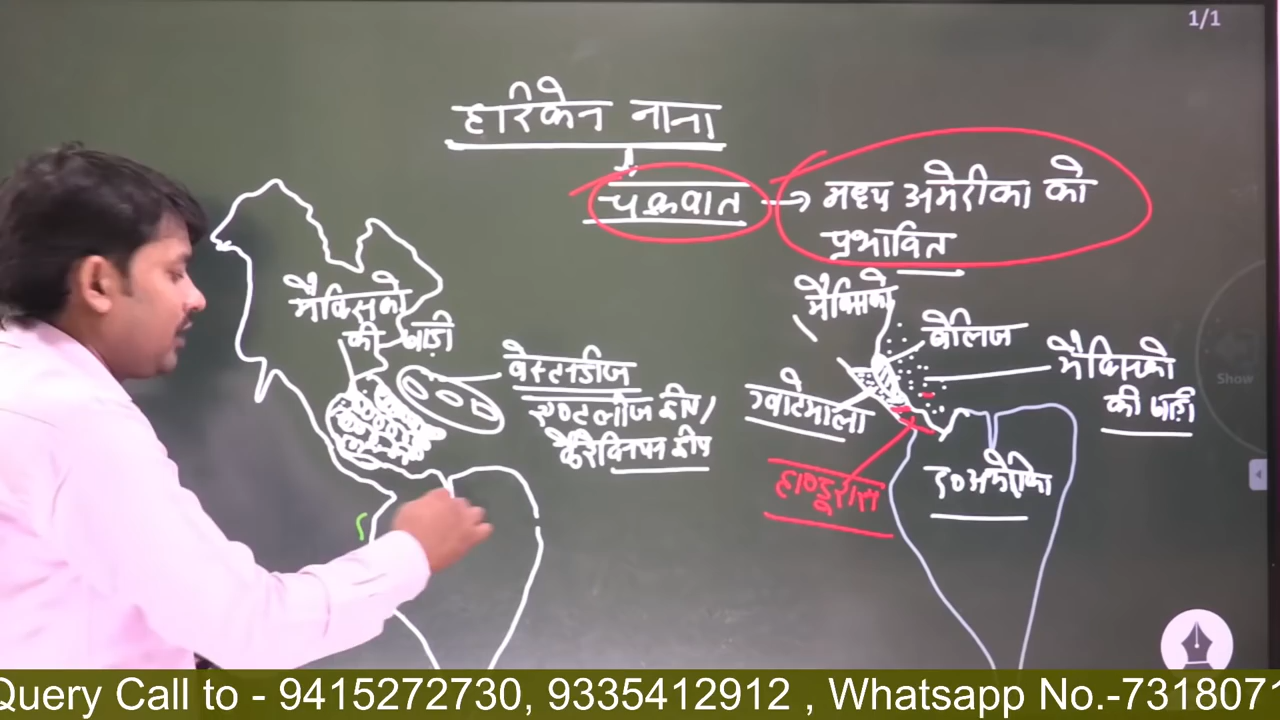 1/1
हरिकेन नाना
चक्रवात → मध्य अमेरीका को
प्रभावित
मैक्सिको
की खाड़ी
वेस्टइंडीज
एण्टलीज द्वीप/
कैरेबियन द्वीप
मैक्सिको
बेलिज
मैक्सिको
की खाड़ी
ग्वाटेमाला
हाण्डूरास
द० अमेरिका
Show
Query Call to - 9415272730, 9335412912 , Whatsapp No.-731807